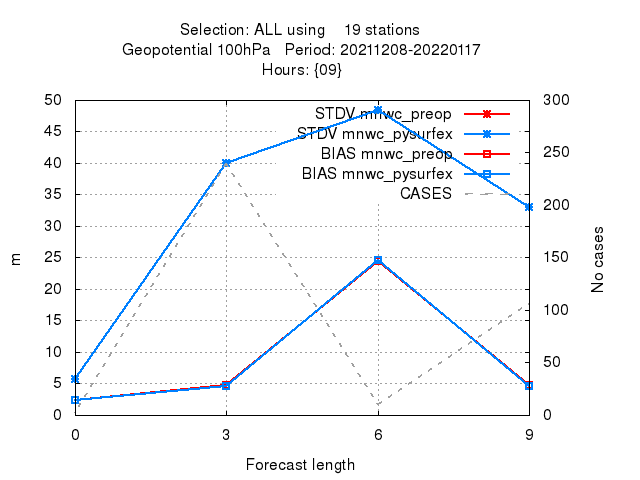 Selection: ALL using 19 stations
Geopotential 100hPa Period: 20211208-20220117
Hours: {09}
50
45
40
35
30
25
20
15
10
5
0
m
STDV mnwc_preop
STDV mnwc_pysurfex
BIAS mnwc_preop
BIAS mnwc_pysurfex
CASES
300
250
200
150
100
50
0
No cases
0 3 6 9
Forecast length